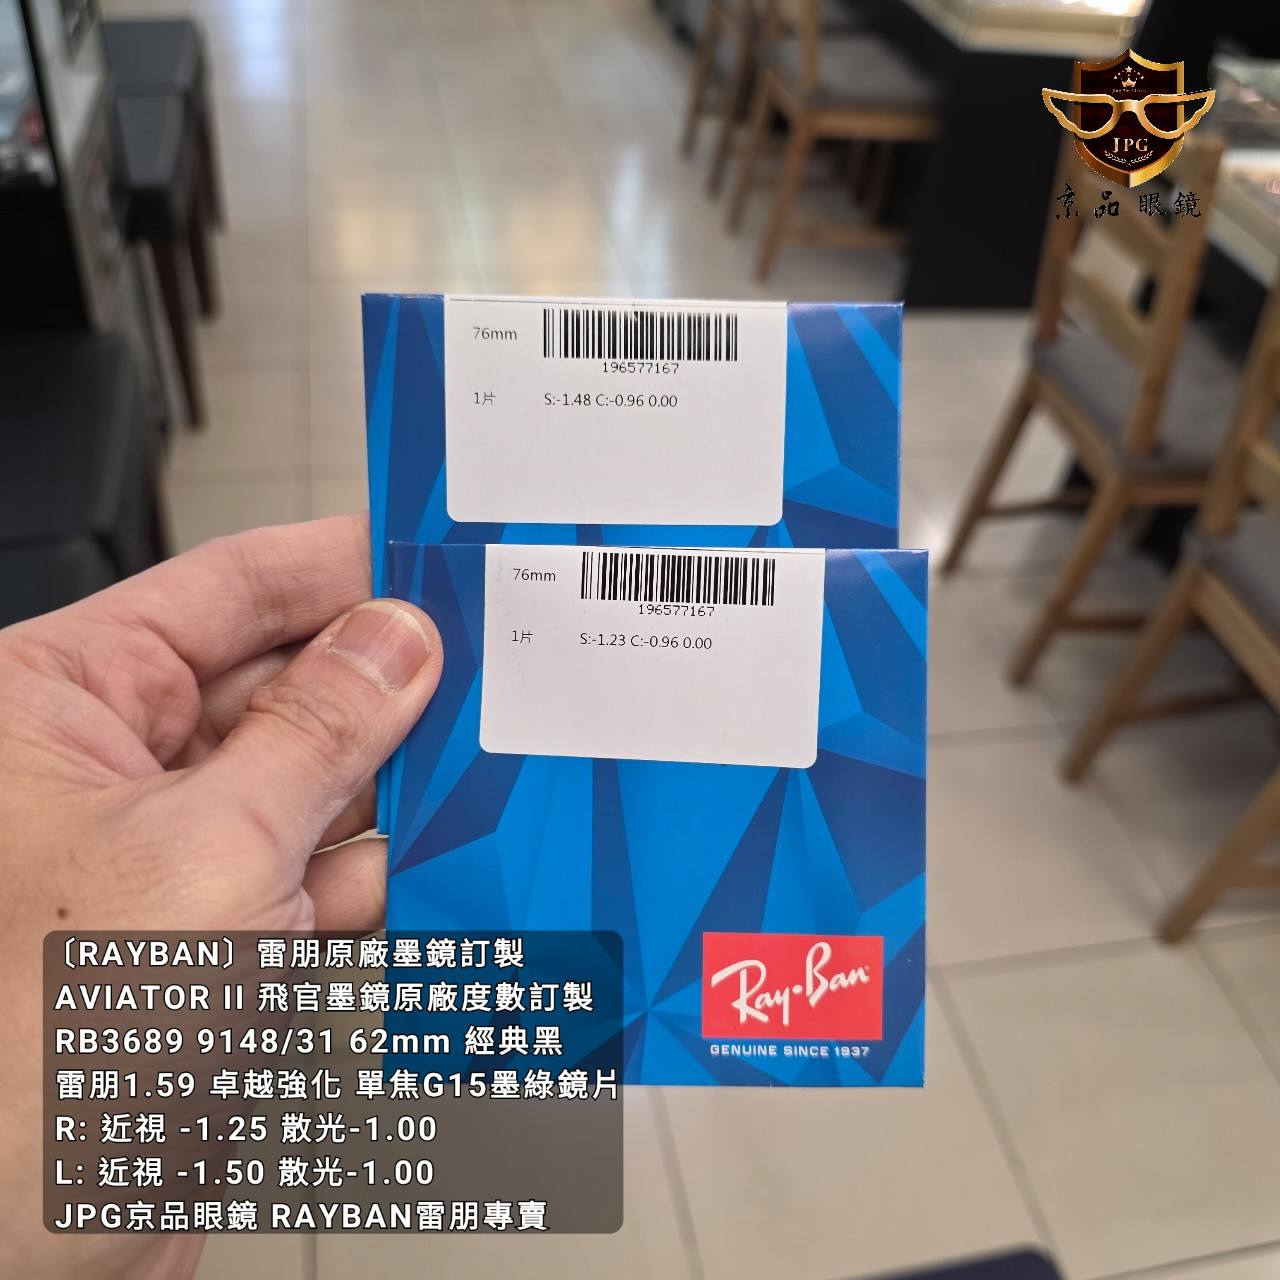 JPG
京品眼鏡
76mm
196577167
1片 S:-1.48 C:-0.96 0.00
76mm
196577167
1片 S:-1.23 C:-0.96 0.00
Ray-Ban
GENUINE SINCE 1937
〔RAYBAN〕雷朋原廠墨鏡訂製
AVIATOR II 飛官墨鏡原廠度數訂製
RB3689 9148/31 62mm 經典黑
雷朋1.59 卓越強化 單焦G15墨綠鏡片
R: 近視 -1.25 散光-1.00
L: 近視 -1.50 散光-1.00
JPG京品眼鏡 RAYBAN雷朋專賣